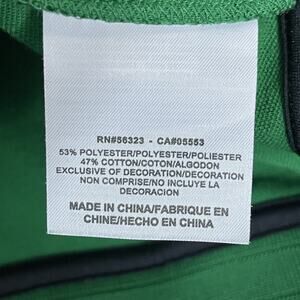 RN#56323 - CA#05553
53% POLYESTER/POLYESTER/POLIESTER
47% COTTON/COTON/ALGODON
EXCLUSIVE OF DECORATION/DECORATION
NON COMPRISE/NO INCLUYE LA
DECORACION
MADE IN CHINA/FABRIQUE EN
CHINE/HECHO EN CHINA